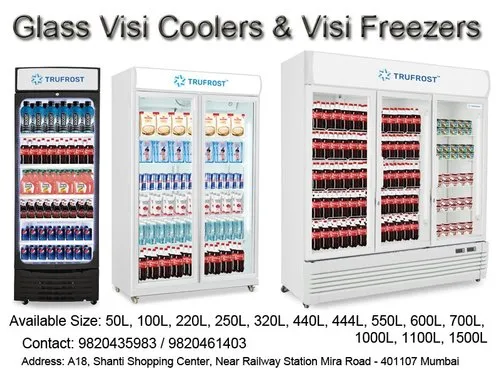 Glass Visi Coolers & Visi Freezers
TRUFROST
TRUFROST
TRUFROST
Available Size: 50L, 100L, 220L, 250L, 320L, 440L, 444L, 550L, 600L, 700L,
1000L, 1100L, 1500L
Contact: 9820435983 / 9820461403
Address: A18, Shanti Shopping Center, Near Railway Station Mira Road - 401107 Mumbai